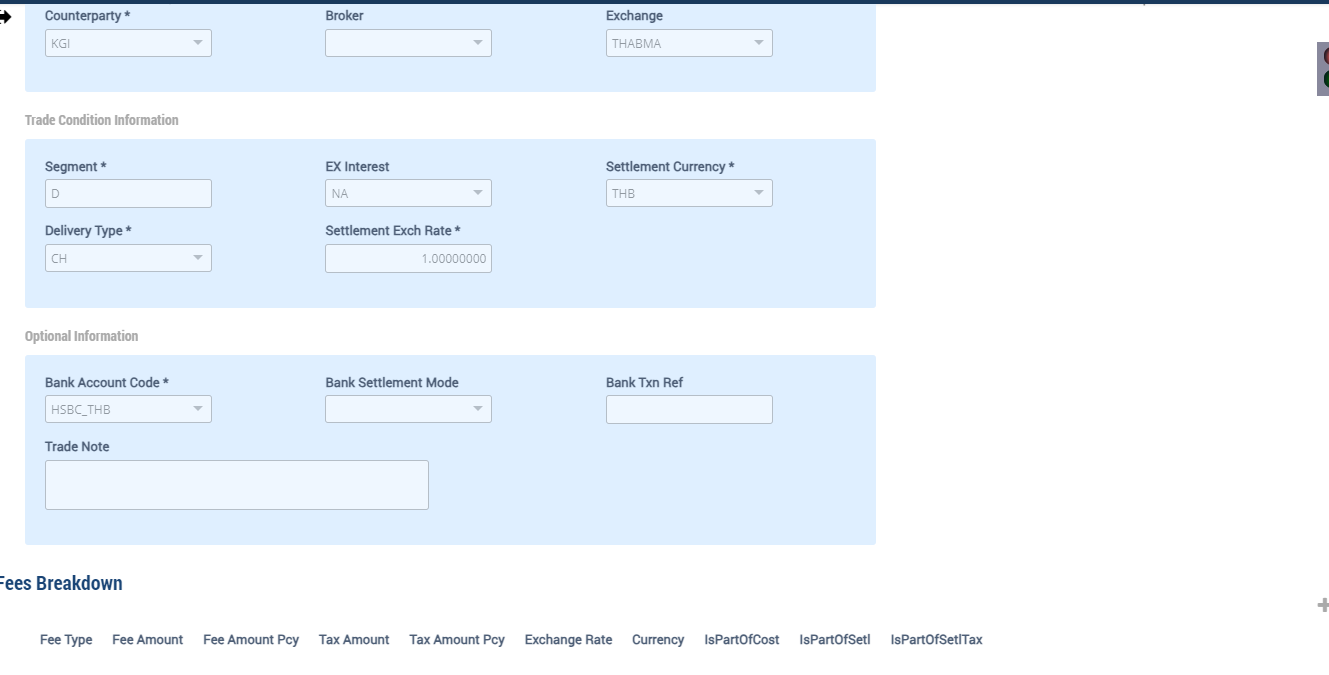 Counterparty * Broker Exchange
KGI THABMA
Trade Condition Information
Segment * EX Interest Settlement Currency *
D NA THB
Delivery Type * Settlement Exch Rate *
CH 1.00000000
Optional Information
Bank Account Code * Bank Settlement Mode Bank Txn Ref
HSBC_THB
Trade Note
Fees Breakdown
Fee Type Fee Amount Fee Amount Pcy Tax Amount Tax Amount Pcy Exchange Rate Currency IsPartOfCost IsPartOfSetl IsPartOfSetlTax